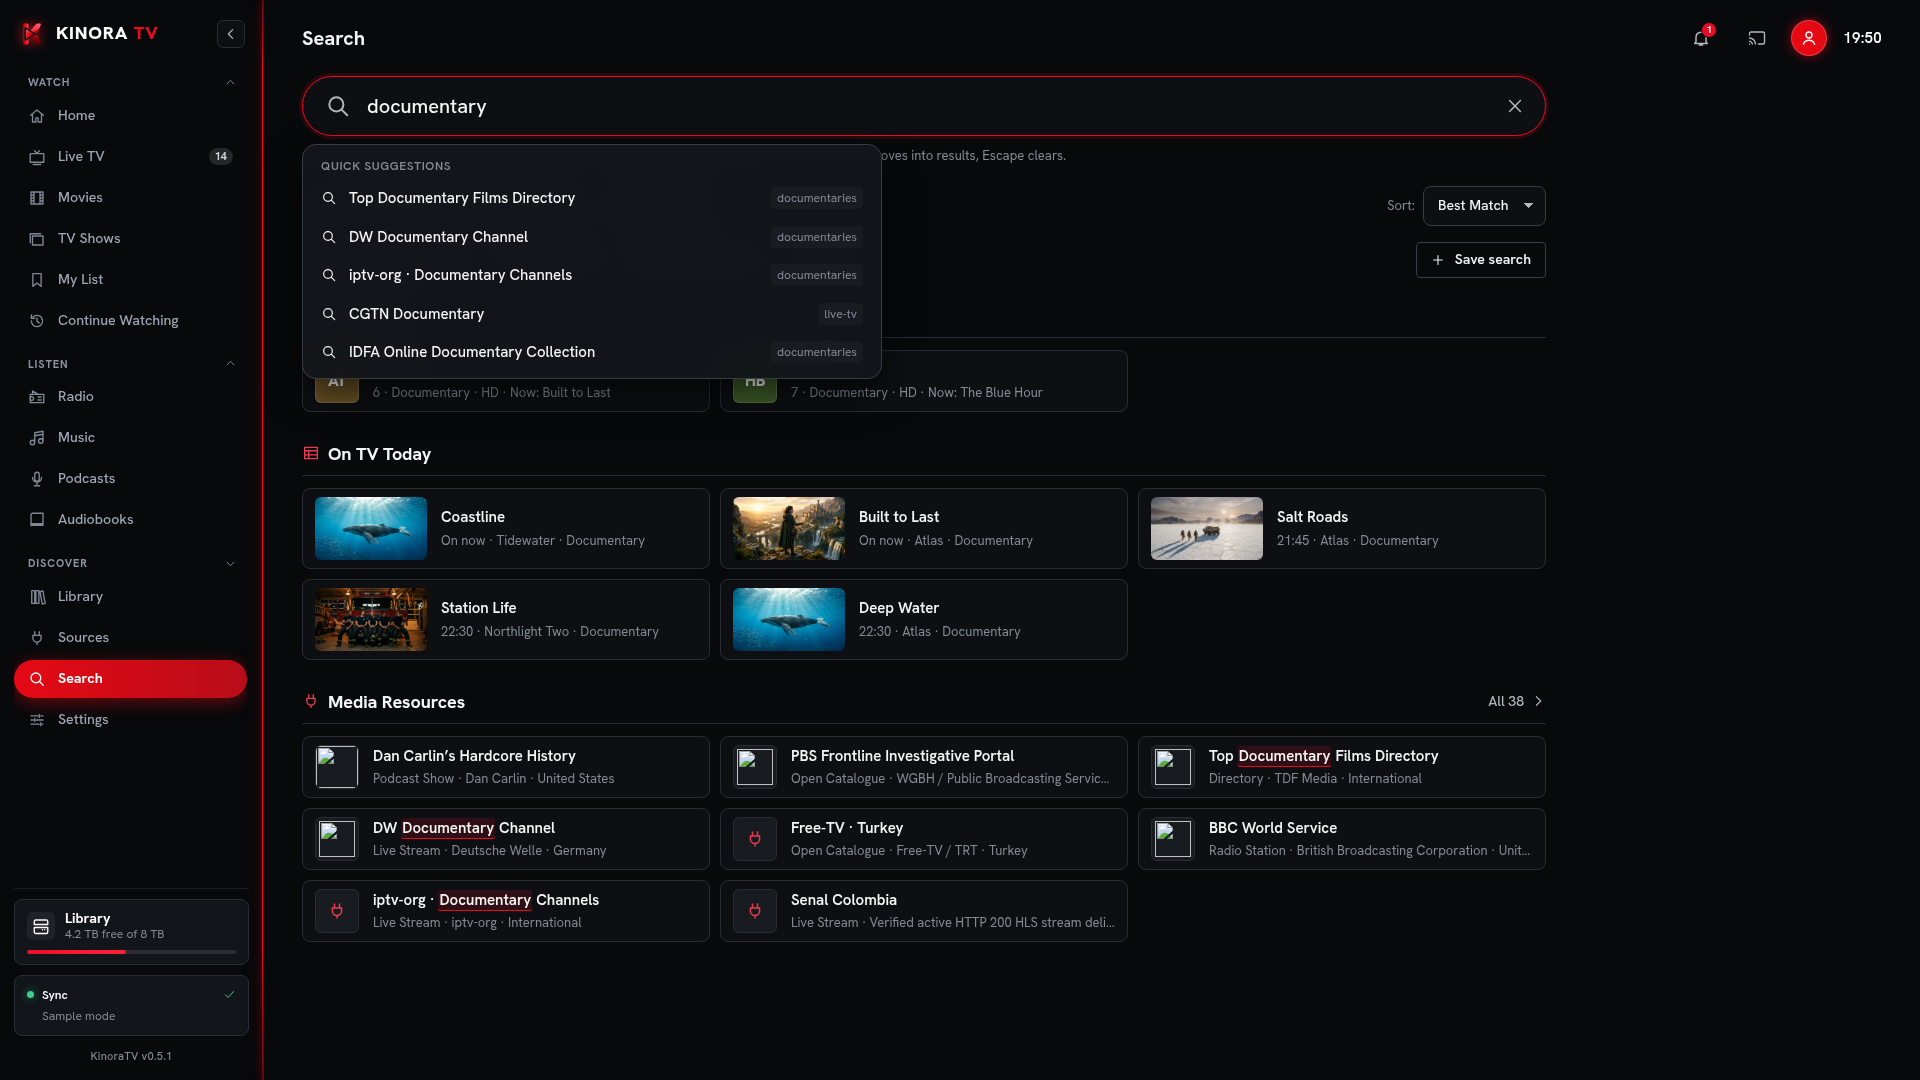 KINORA TV
WATCH
Home
Live TV 14
Movies
TV Shows
My List
Continue Watching
LISTEN
Radio
Music
Podcasts
Audiobooks
DISCOVER
Library
Sources
Search
Settings
Library
4.2 TB free of 8 TB
Sync
Sample mode
KinoraTV v0.5.1
Search
1
19:50
documentary
into results, Escape clears.
QUICK SUGGESTIONS
Top Documentary Films Directory documentaries
DW Documentary Channel documentaries
iptv-org · Documentary Channels documentaries
CGTN Documentary live-tv
IDFA Online Documentary Collection documentaries
Sort: Best Match
Save search
6 · Documentary · HD · Now: Built to Last
HB
7 · Documentary · HD · Now: The Blue Hour
On TV Today
Coastline
On now · Tidewater · Documentary
Built to Last
On now · Atlas · Documentary
Salt Roads
21:45 · Atlas · Documentary
Station Life
22:30 · Northlight Two · Documentary
Deep Water
22:30 · Atlas · Documentary
Media Resources
All 38
Dan Carlin’s Hardcore History
Podcast Show · Dan Carlin · United States
PBS Frontline Investigative Portal
Open Catalogue · WGBH / Public Broadcasting Servic...
Top Documentary Films Directory
Directory · TDF Media · International
DW Documentary Channel
Live Stream · Deutsche Welle · Germany
Free-TV · Turkey
Open Catalogue · Free-TV / TRT · Turkey
BBC World Service
Radio Station · British Broadcasting Corporation · Unit...
iptv-org · Documentary Channels
Live Stream · iptv-org · International
Senal Colombia
Live Stream · Verified active HTTP 200 HLS stream deli...